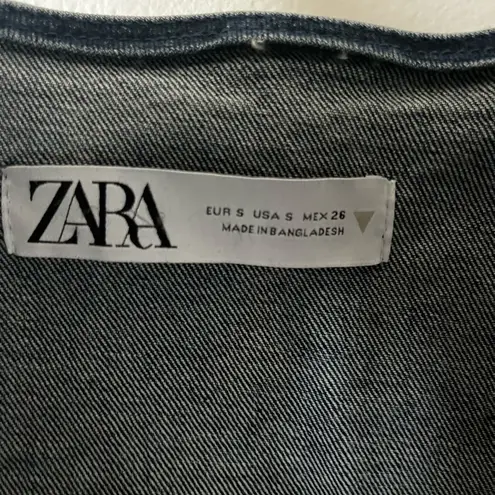 ZARA
EUR S USA S MEX 26
MADE IN BANGLADESH